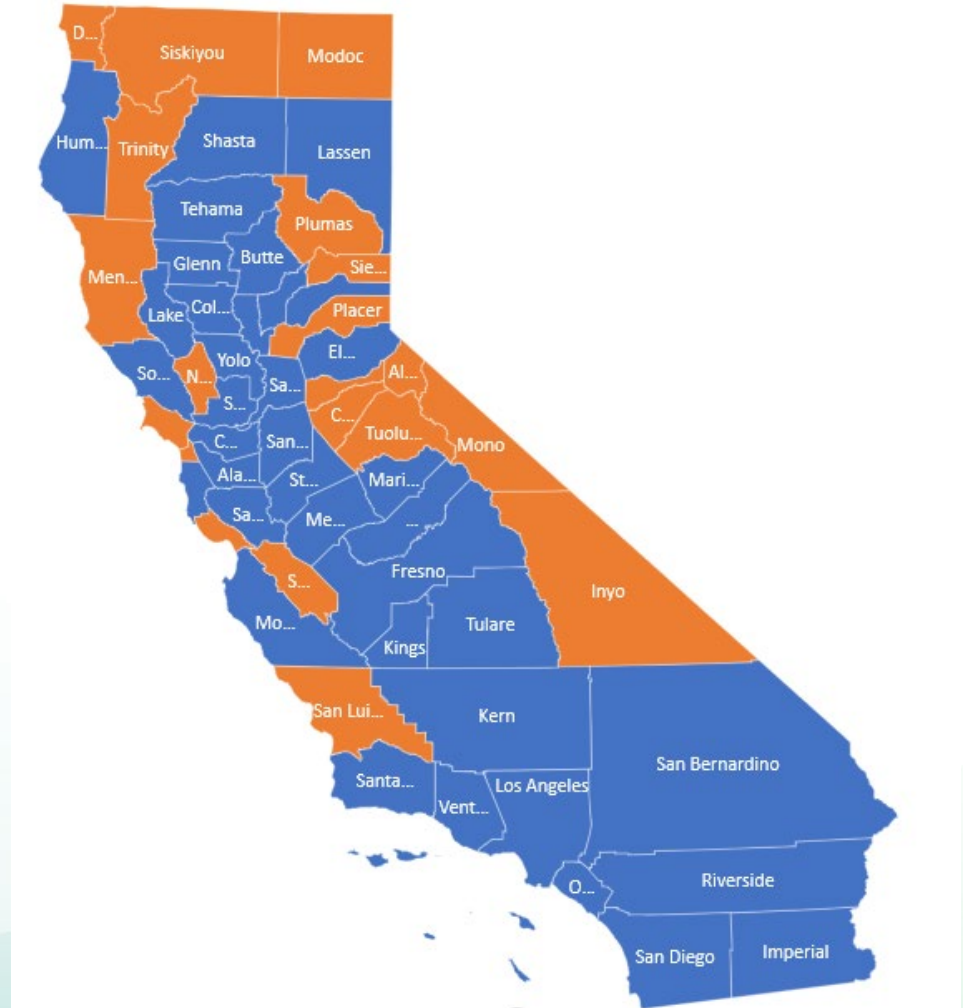 D...
Siskiyou
Modoc
Hum...
Trinity
Shasta
Lassen
Tehama
Plumas
Men...
Glenn
Butte
Sie...
Lake
Col...
Placer
So...
N...
Yolo
El...
Al...
S...
Sa...
C...
C...
San...
Tuolu...
Mono
Ala...
St...
Mari...
Sa...
Me...
...
S...
Fresno
Inyo
Mo...
Kings
Tulare
San Lui...
Kern
San Bernardino
Santa...
Vent...
Los Angeles
O...
Riverside
San Diego
Imperial